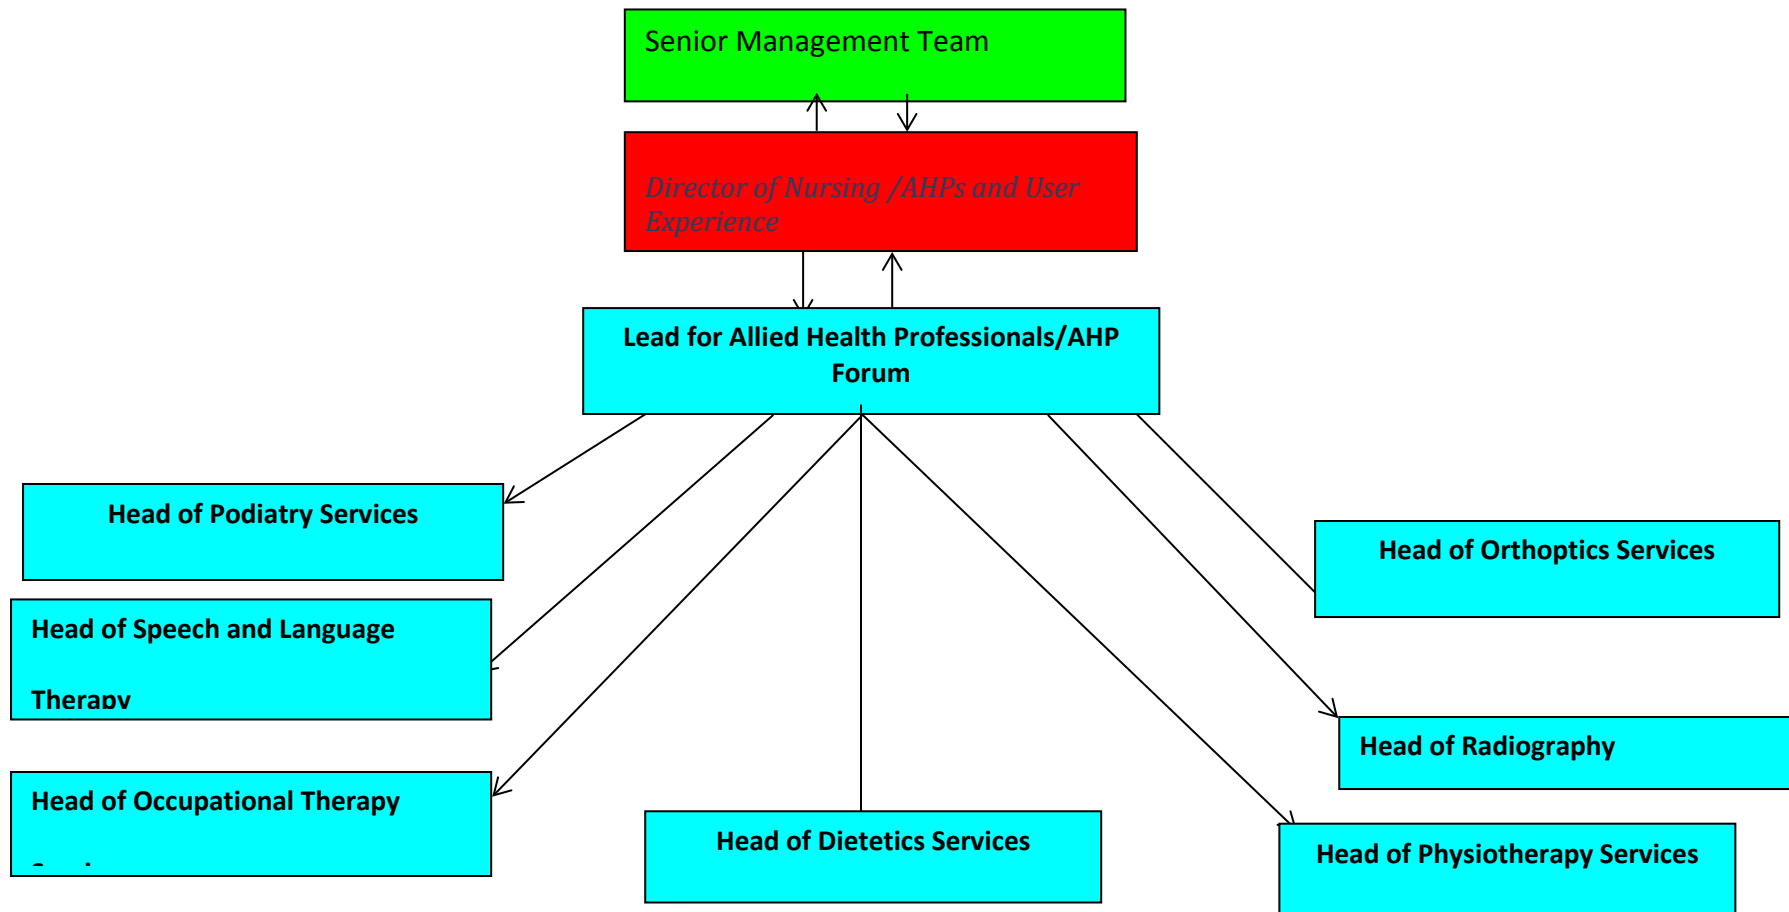 Senior Management Team
Director of Nursing /AHPs and User
Experience
Lead for Allied Health Professionals/AHP
Forum
Head of Podiatry Services
Head of Orthoptics Services
Head of Speech and Language
Therapy
Head of Radiography
Head of Occupational Therapy
Head of Dietetics Services
Head of Physiotherapy Services